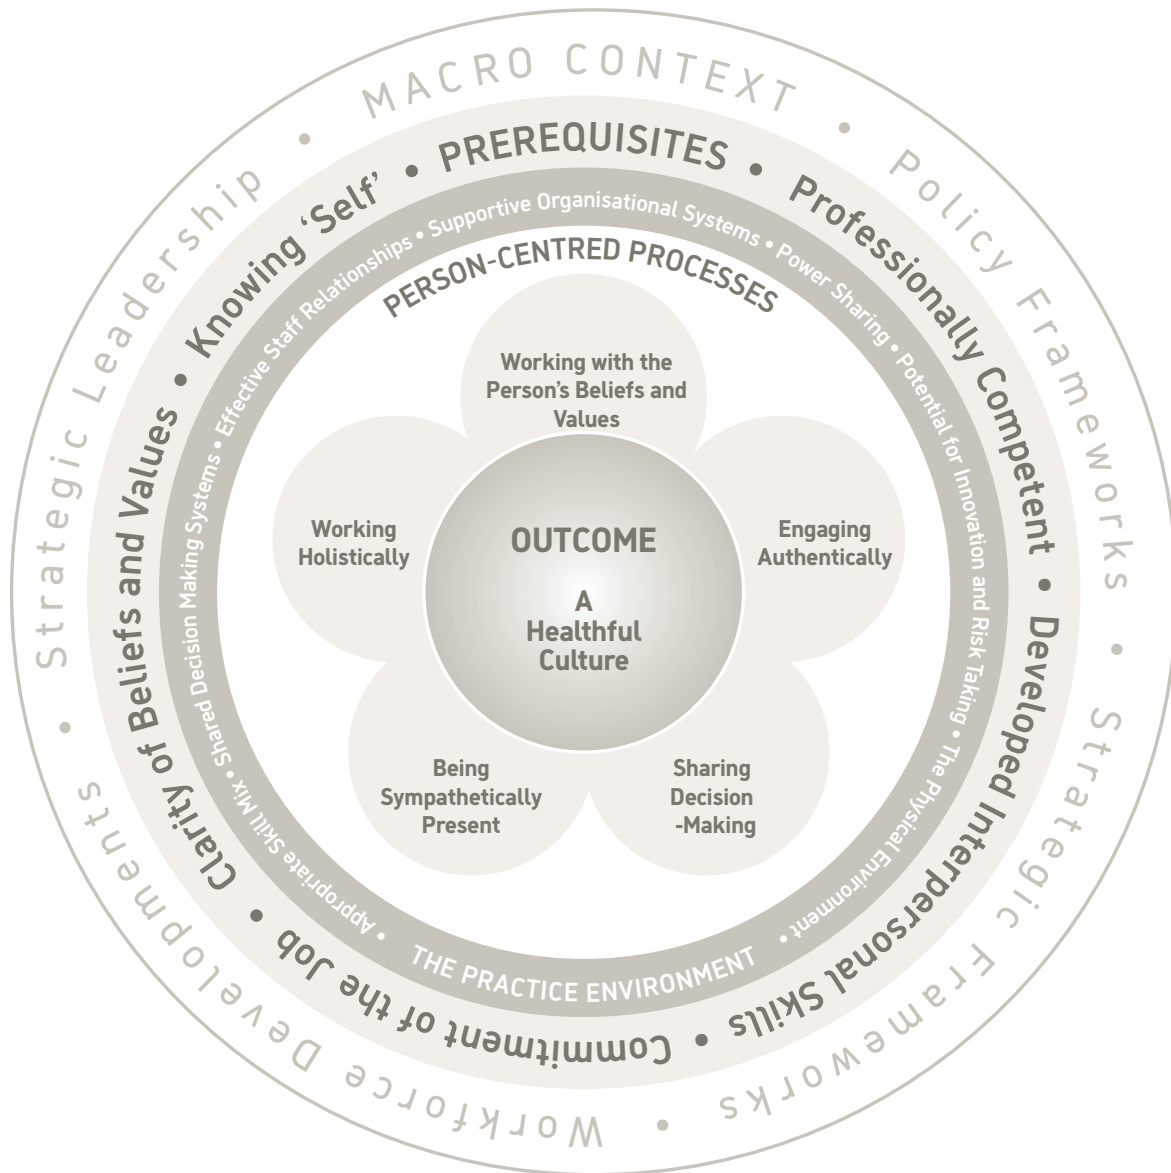 MACRO CONTEXT • Policy Frameworks • Strategic Frameworks • Workforce Developments • Strategic Leadership •
PREREQUISITES • Professionally Competent • Developed Interpersonal Skills • Commitment of the Job • Clarity of Beliefs and Values • Knowing ‘Self’ •
THE PRACTICE ENVIRONMENT
• Appropriate Skill Mix • Shared Decision Making Systems • Effective Staff Relationships • Supportive Organisational Systems • Power Sharing • Potential for Innovation and Risk Taking • The Physical Environment •
PERSON-CENTRED PROCESSES
Working with the
Person’s Beliefs and
Values
Engaging
Authentically
Sharing
Decision
-Making
Being
Sympathetically
Present
Working
Holistically
OUTCOME
A
Healthful
Culture